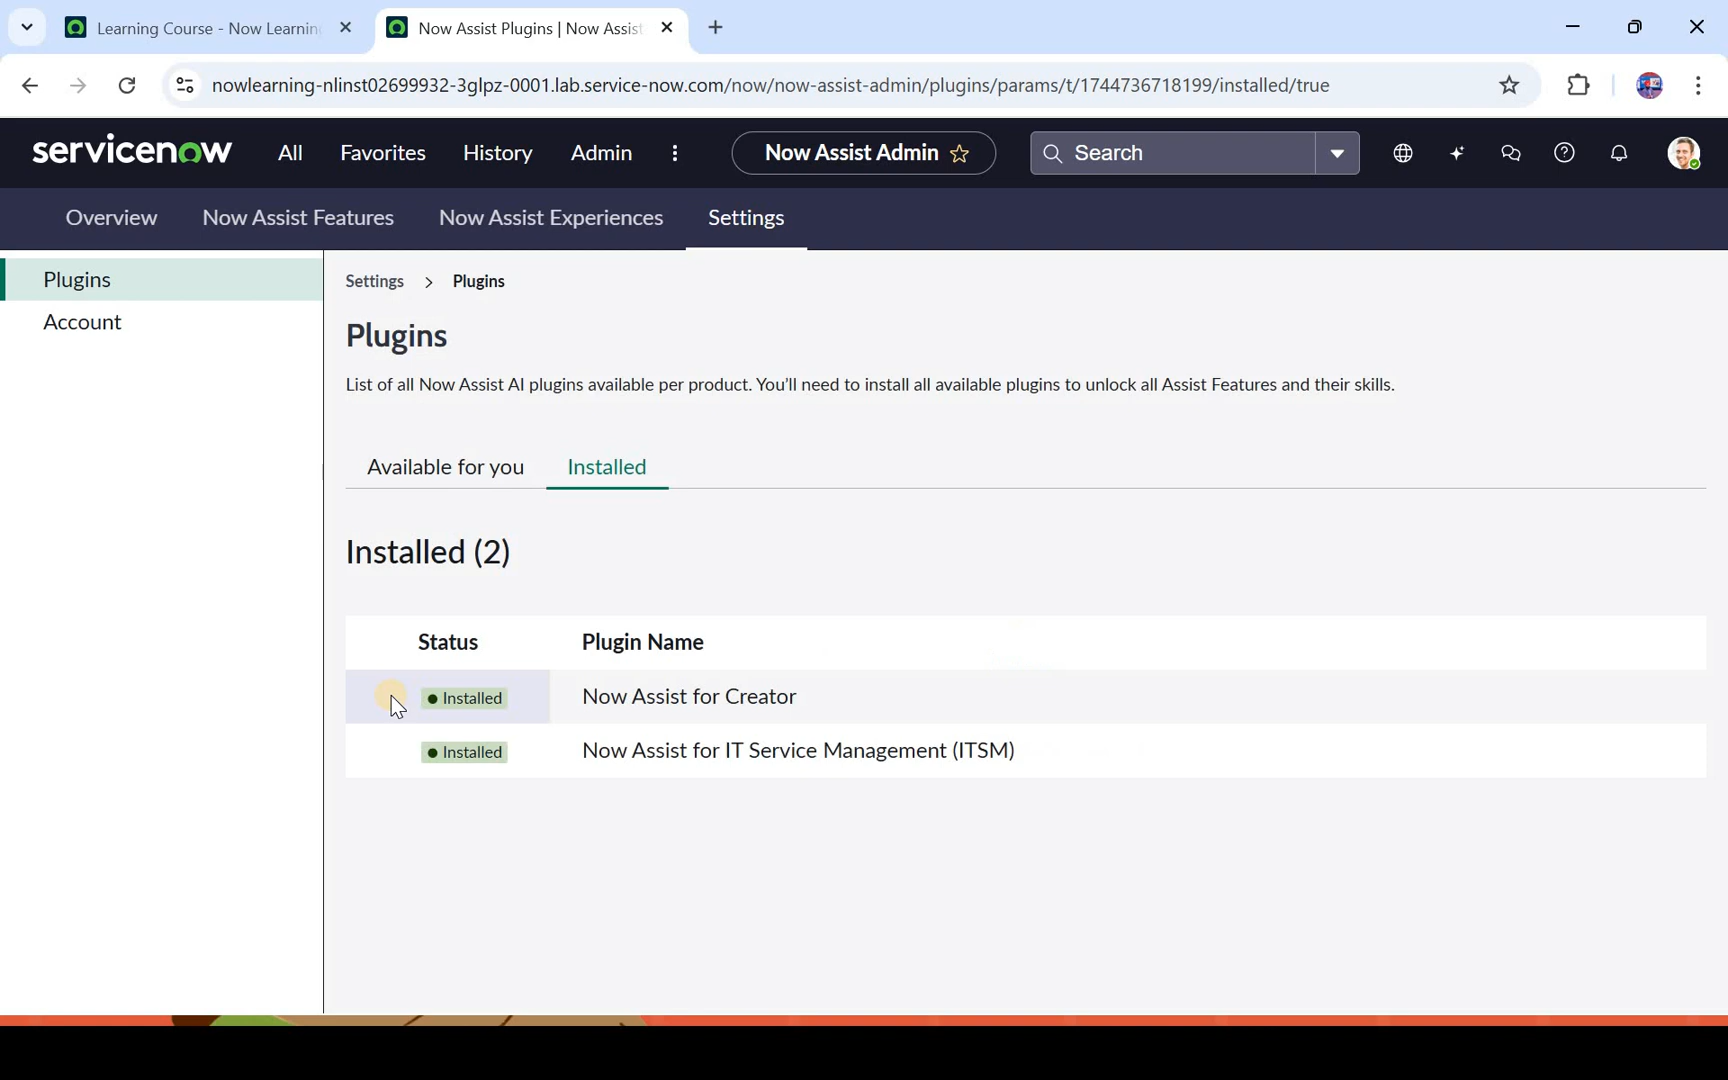 Learning Course - Now Learnin
Now Assist Plugins | Now Assis
nowlearning-nlinst02699932-3glpz-0001.lab.service-now.com/now/now-assist-admin/plugins/params/t/1744736718199/installed/true
servicenow
All
Favorites
History
Admin
Now Assist Admin
Search
Overview
Now Assist Features
Now Assist Experiences
Settings
Plugins
Account
Settings > Plugins
Plugins
List of all Now Assist AI plugins available per product. You'll need to install all available plugins to unlock all Assist Features and their skills.
Available for you
Installed
Installed (2)
Status Plugin Name
Installed Now Assist for Creator
Installed Now Assist for IT Service Management (ITSM)